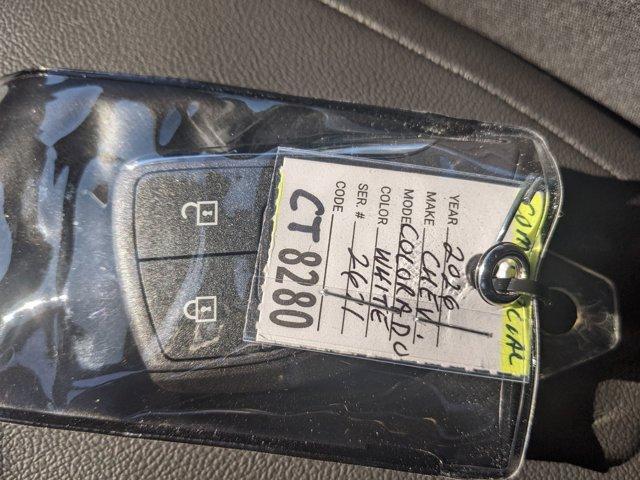 YEAR 2026
MAKE CHEV.
MODEL COLORADO
COLOR WHITE
SER. # 2671
CODE
CT 8280